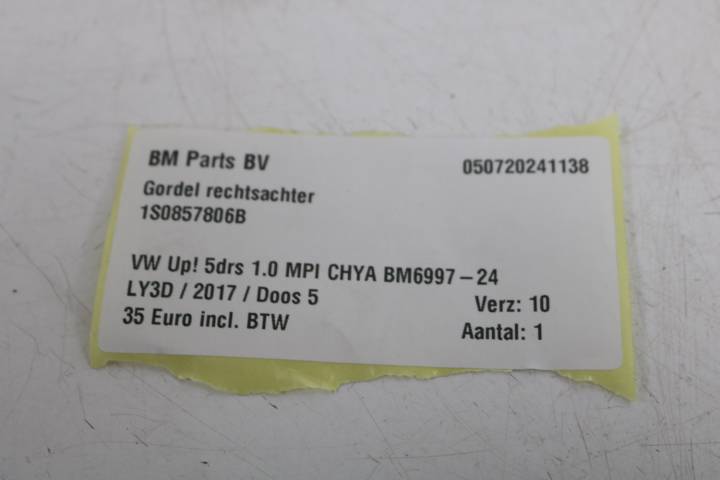 BM Parts BV 050720241138
Gordel rechtsachter
1S0857806B
VW Up! 5drs 1.0 MPI CHYA BM6997-24
LY3D / 2017 / Doos 5 Verz: 10
35 Euro incl. BTW Aantal: 1